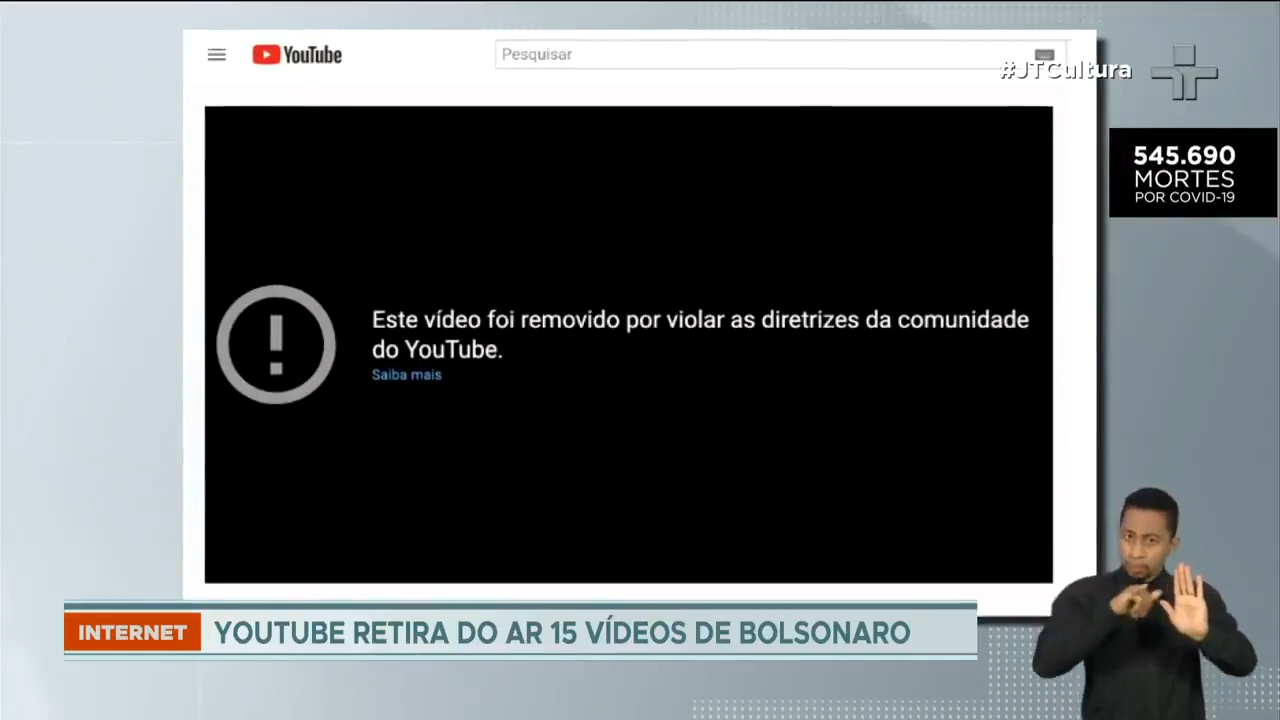 YouTube
Pesquisar
#JTCultura
545.690
MORTES
POR COVID-19
Este vídeo foi removido por violar as diretrizes da comunidade
do YouTube.
Saiba mais
INTERNET
YOUTUBE RETIRA DO AR 15 VÍDEOS DE BOLSONARO